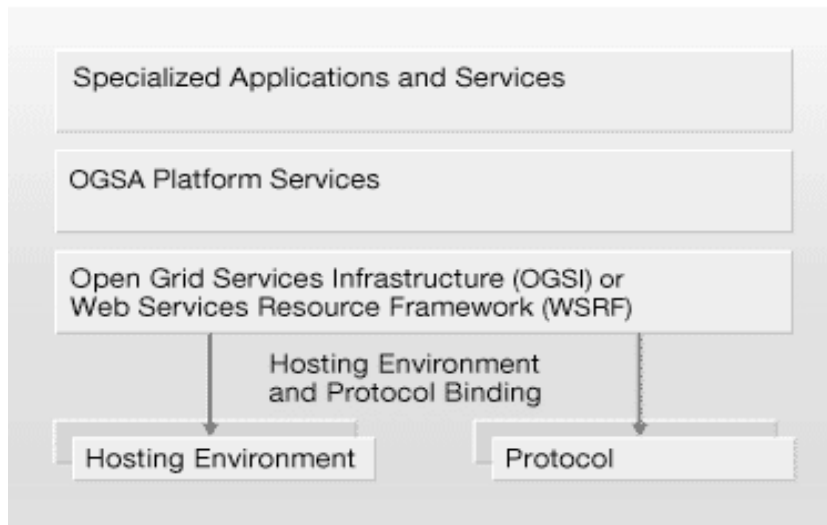 Specialized Applications and Services
OGSA Platform Services
Open Grid Services Infrastructure (OGSI) or
Web Services Resource Framework (WSRF)
Hosting Environment
and Protocol Binding
Hosting Environment
Protocol